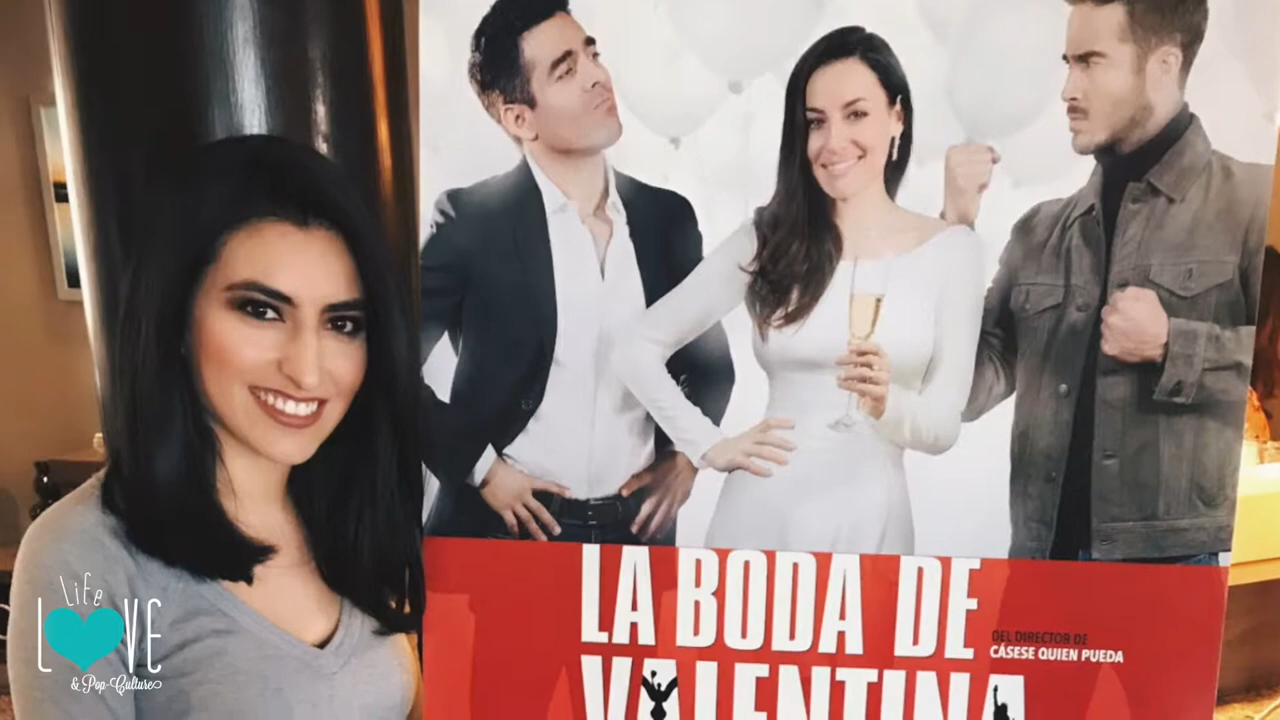 LIFE
LOVE
& Pop-Culture
LA BODA DE
VALENTINA
DEL DIRECTOR DE
CÁSESE QUIEN PUEDA